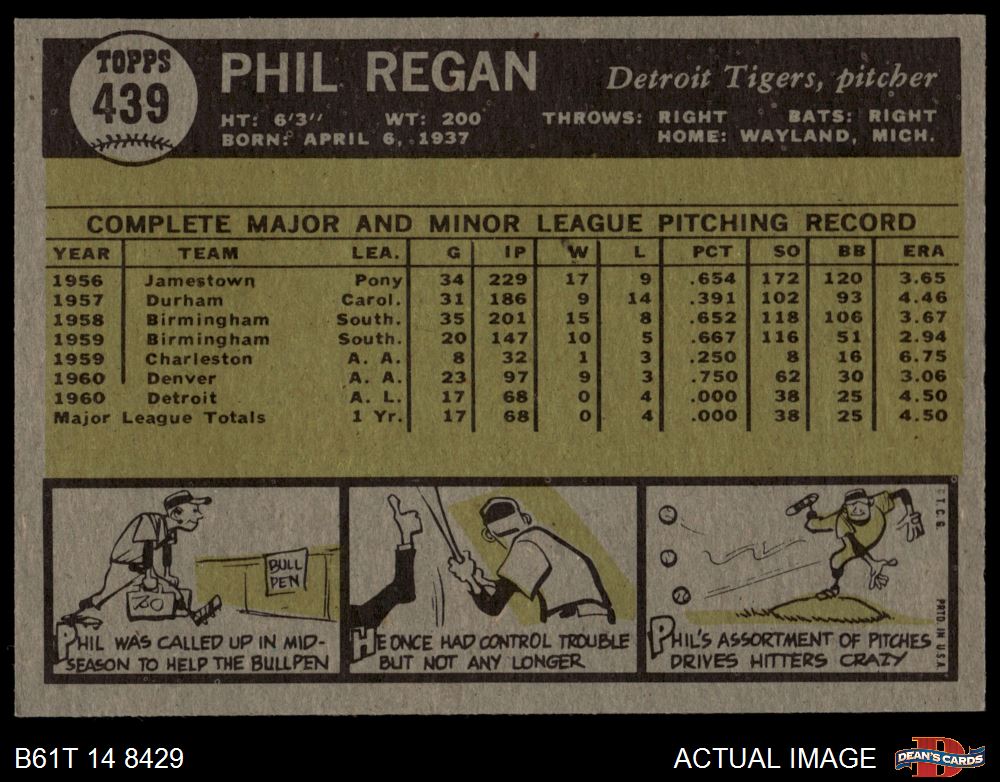 TOPPS
439
PHIL REGAN
Detroit Tigers, pitcher
HT: 6'3" WT: 200 THROWS: RIGHT BATS: RIGHT
BORN: APRIL 6, 1937 HOME: WAYLAND, MICH.
COMPLETE MAJOR AND MINOR LEAGUE PITCHING RECORD
YEAR TEAM LEA. G IP W L PCT SO BB ERA
1956 Jamestown Pony 34 229 17 9 .654 172 120 3.65
1957 Durham Carol. 31 186 9 14 .391 102 93 4.46
1958 Birmingham South. 35 201 15 8 .652 118 106 3.67
1959 Birmingham South. 20 147 10 5 .667 116 51 2.94
1959 Charleston A. A. 8 32 1 3 .250 8 16 6.75
1960 Denver A. A. 23 97 9 3 .750 62 30 3.06
1960 Detroit A. L. 17 68 0 4 .000 38 25 4.50
Major League Totals 1 Yr. 17 68 0 4 .000 38 25 4.50
BULL
PEN
PHIL WAS CALLED UP IN MID-
SEASON TO HELP THE BULLPEN
HE ONCE HAD CONTROL TROUBLE
BUT NOT ANY LONGER
PHIL'S ASSORTMENT OF PITCHES
DRIVES HITTERS CRAZY
T. C. G.
PRTD. IN U.S.A.
B61T 14 8429
ACTUAL IMAGE
DEAN'S CARDS